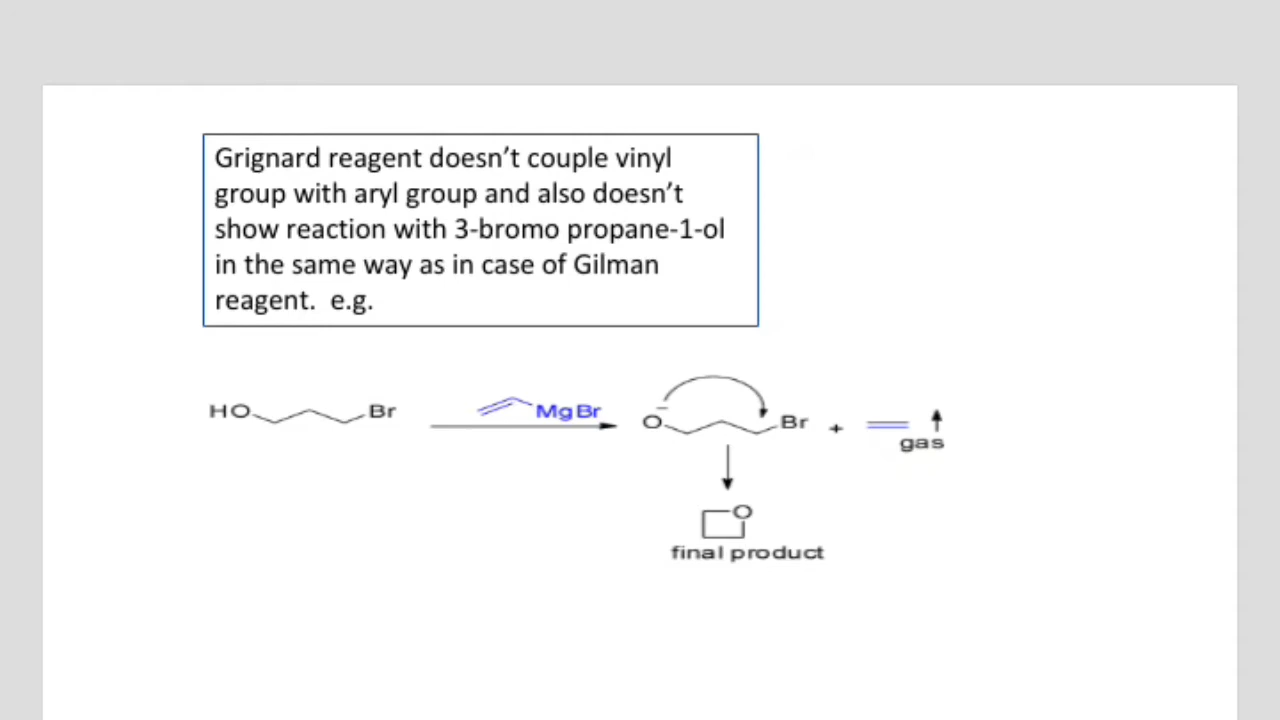 Grignard reagent doesn’t couple vinyl
group with aryl group and also doesn’t
show reaction with 3-bromo propane-1-ol
in the same way as in case of Gilman
reagent.  e.g.
HO Br
MgBr
O Br + gas
O
final product